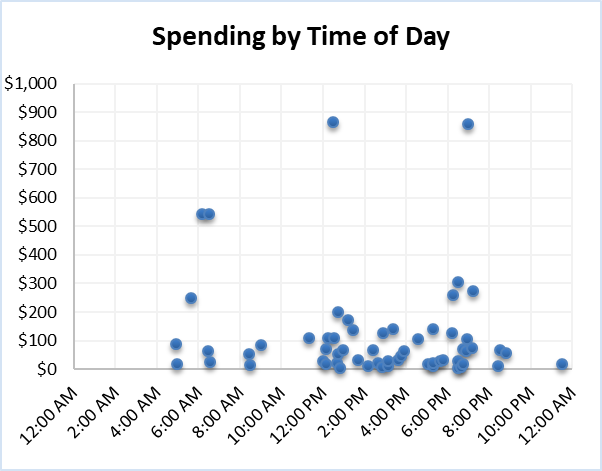 Spending by Time of Day
$1,000
$900
$800
$700
$600
$500
$400
$300
$200
$100
$0
12:00 AM
2:00 AM
4:00 AM
6:00 AM
8:00 AM
10:00 AM
12:00 PM
2:00 PM
4:00 PM
6:00 PM
8:00 PM
10:00 PM
12:00 AM